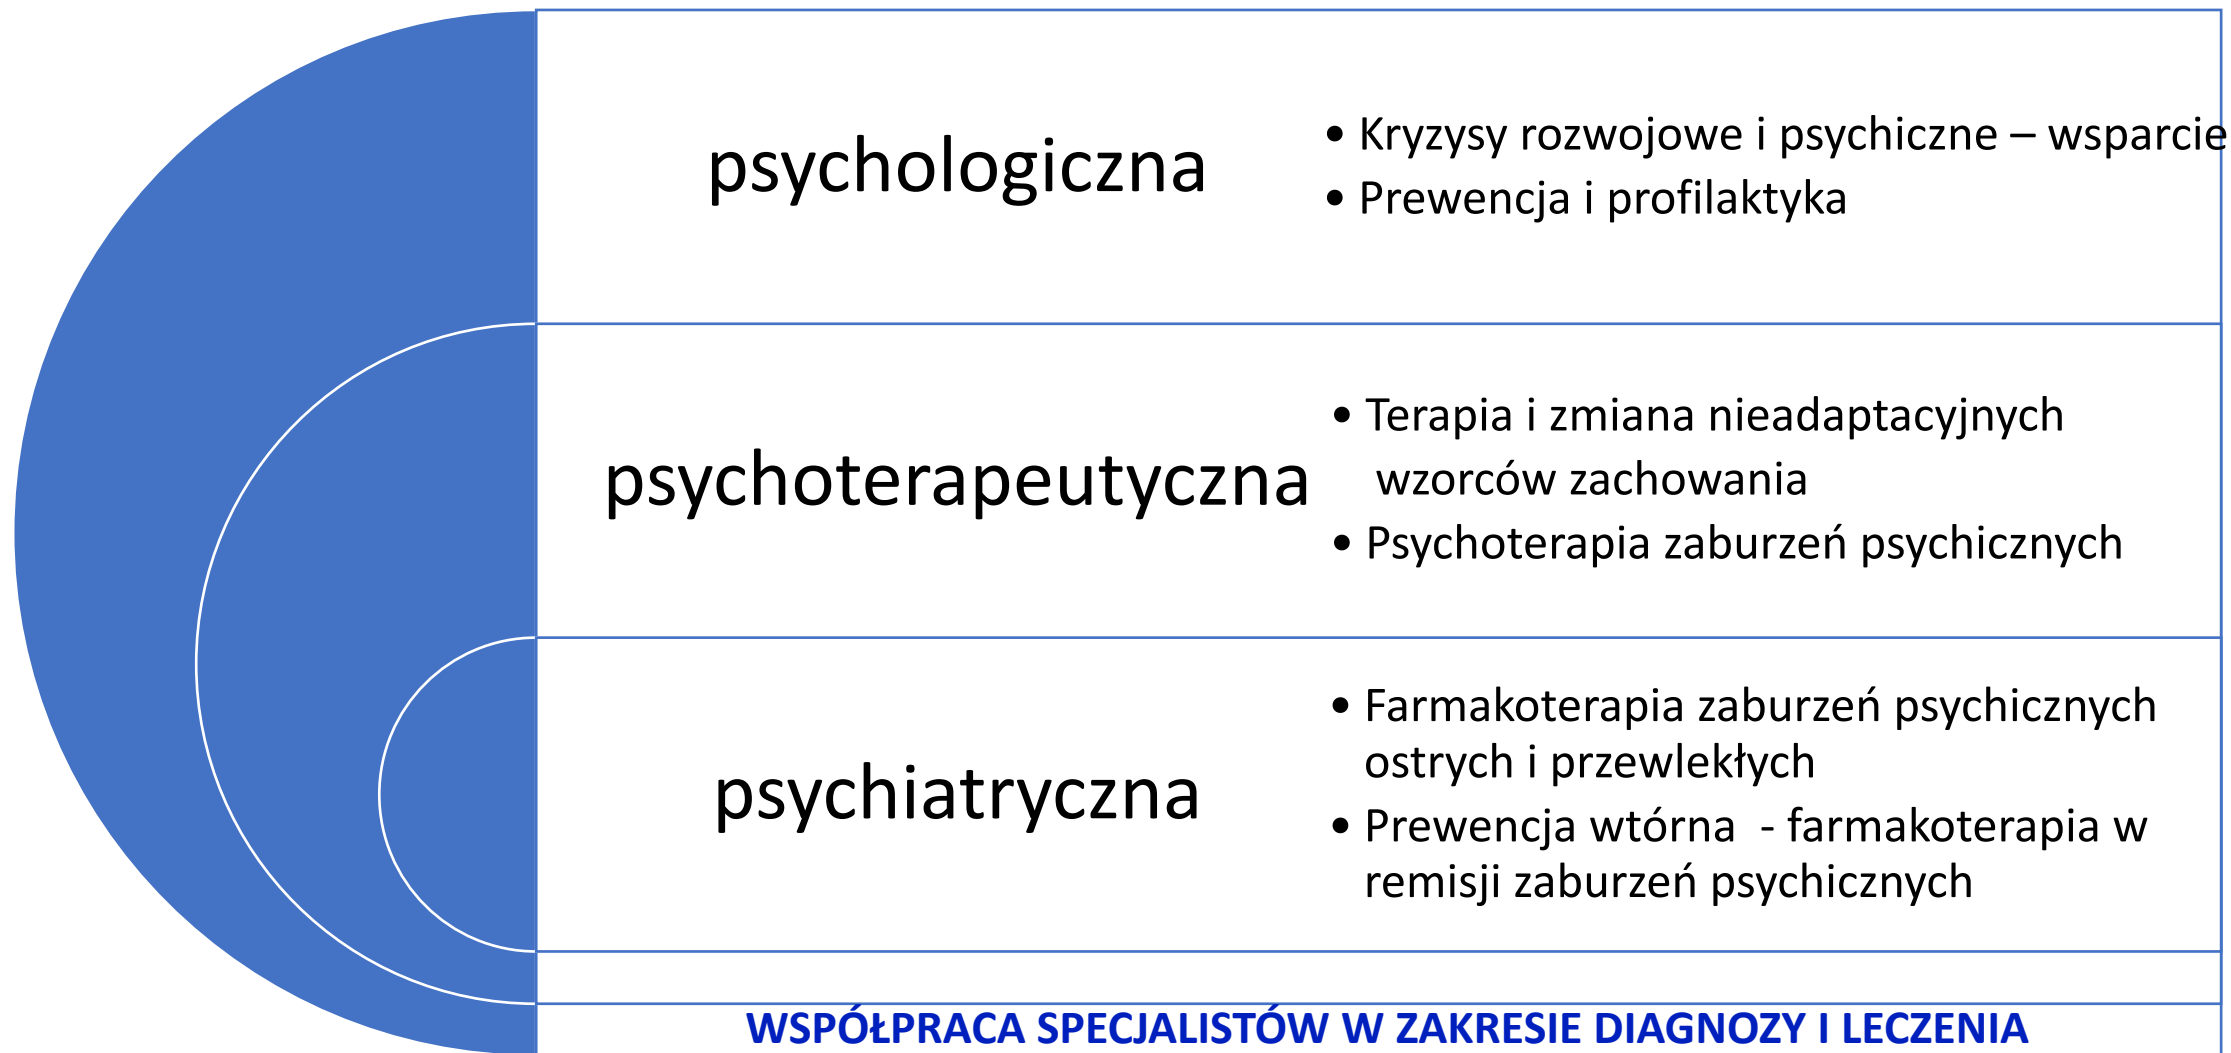 psychologiczna
• Kryzysy rozwojowe i psychiczne – wsparcie
• Prewencja i profilaktyka
psychoterapeutyczna
• Terapia i zmiana nieadaptacyjnych
wzorców zachowania
• Psychoterapia zaburzeń psychicznych
psychiatryczna
• Farmakoterapia zaburzeń psychicznych
ostrych i przewlekłych
• Prewencja wtórna  - farmakoterapia w
remisji zaburzeń psychicznych
WSPÓŁPRACA SPECJALISTÓW W ZAKRESIE DIAGNOZY I LECZENIA